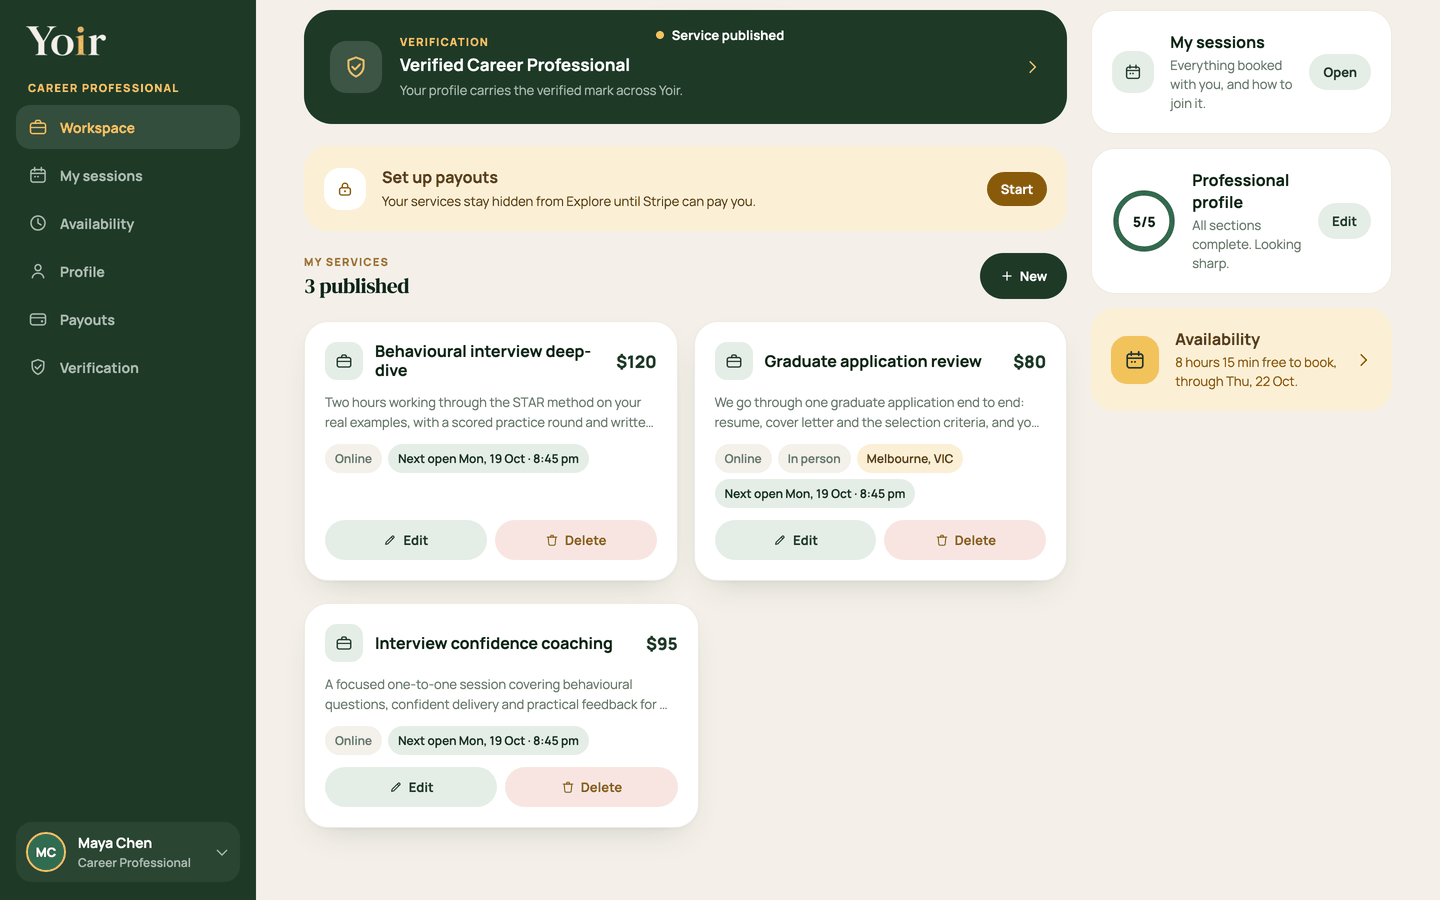 Yoir
CAREER PROFESSIONAL
Workspace
My sessions
Availability
Profile
Payouts
Verification
MC
Maya Chen
Career Professional
Service published
VERIFICATION
Verified Career Professional
Your profile carries the verified mark across Yoir.
Set up payouts
Your services stay hidden from Explore until Stripe can pay you.
Start
MY SERVICES
3 published
+ New
Behavioural interview deep-
dive
$120
Two hours working through the STAR method on your
real examples, with a scored practice round and writte...
Online
Next open Mon, 19 Oct · 8:45 pm
Edit
Delete
Graduate application review
$80
We go through one graduate application end to end:
resume, cover letter and the selection criteria, and yo...
Online
In person
Melbourne, VIC
Next open Mon, 19 Oct · 8:45 pm
Edit
Delete
Interview confidence coaching
$95
A focused one-to-one session covering behavioural
questions, confident delivery and practical feedback for ...
Online
Next open Mon, 19 Oct · 8:45 pm
Edit
Delete
My sessions
Everything booked
with you, and how to
join it.
Open
5/5
Professional
profile
All sections
complete. Looking
sharp.
Edit
Availability
8 hours 15 min free to book,
through Thu, 22 Oct.